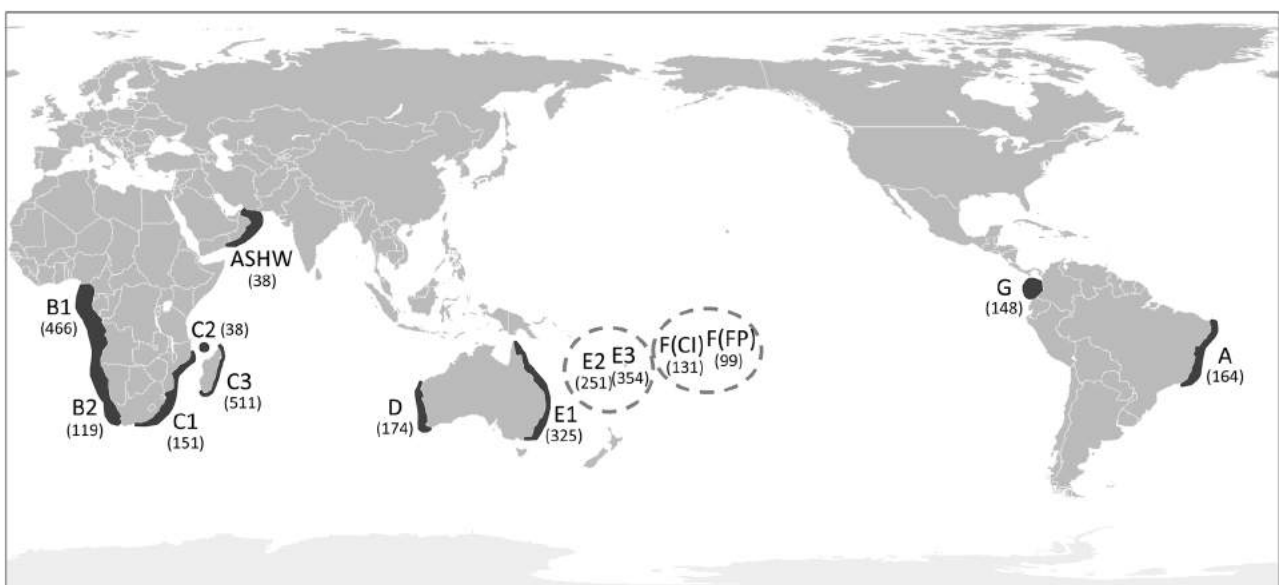 ASHW
(38)
B1
(466)
C2 (38)
C3
(511)
B2
(119)
C1
(151)
D
(174)
E1
(325)
E2
(251)
E3
(354)
F(CI)
(131)
F(FP)
(99)
G
(148)
A
(164)